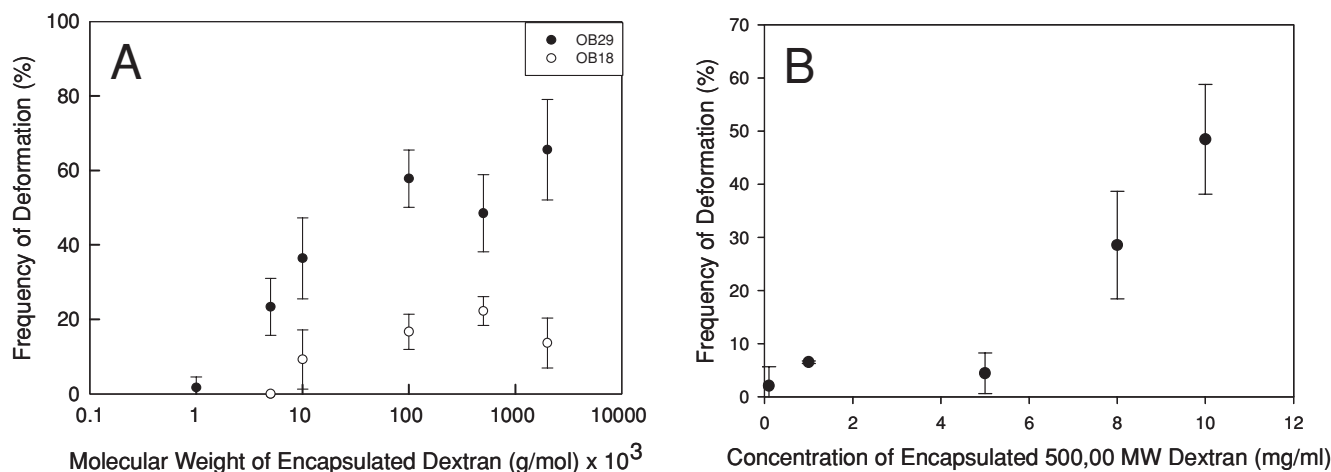 A
OB29
OB18
Frequency of Deformation (%)
100
80
60
40
20
0
0.1 1 10 100 1000 10000
Molecular Weight of Encapsulated Dextran (g/mol) x 10³
B
Frequency of Deformation (%)
70
60
50
40
30
20
10
0
0 2 4 6 8 10 12
Concentration of Encapsulated 500,00 MW Dextran (mg/ml)